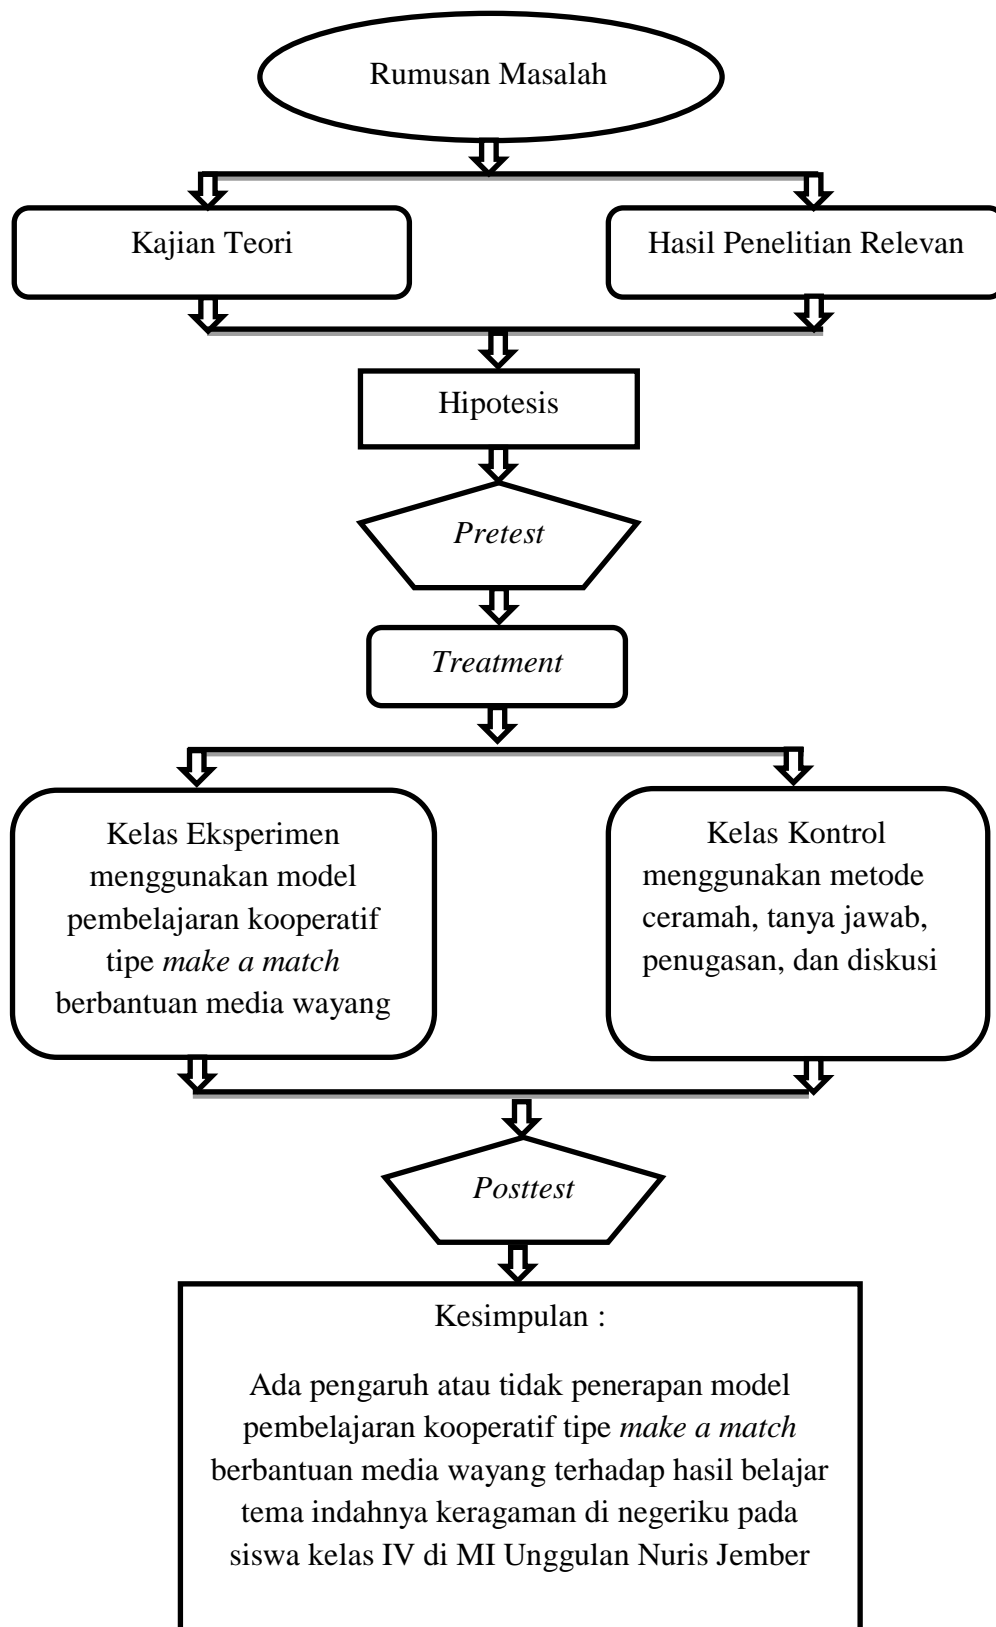 Rumusan Masalah
Kajian Teori
Hasil Penelitian Relevan
Hipotesis
Pretest
Treatment
Kelas Eksperimen
menggunakan model
pembelajaran kooperatif
tipe make a match
berbantuan media wayang
Kelas Kontrol
menggunakan metode
ceramah, tanya jawab,
penugasan, dan diskusi
Posttest
Kesimpulan :
Ada pengaruh atau tidak penerapan model
pembelajaran kooperatif tipe make a match
berbantuan media wayang terhadap hasil belajar
tema indahnya keragaman di negeriku pada
siswa kelas IV di MI Unggulan Nuris Jember